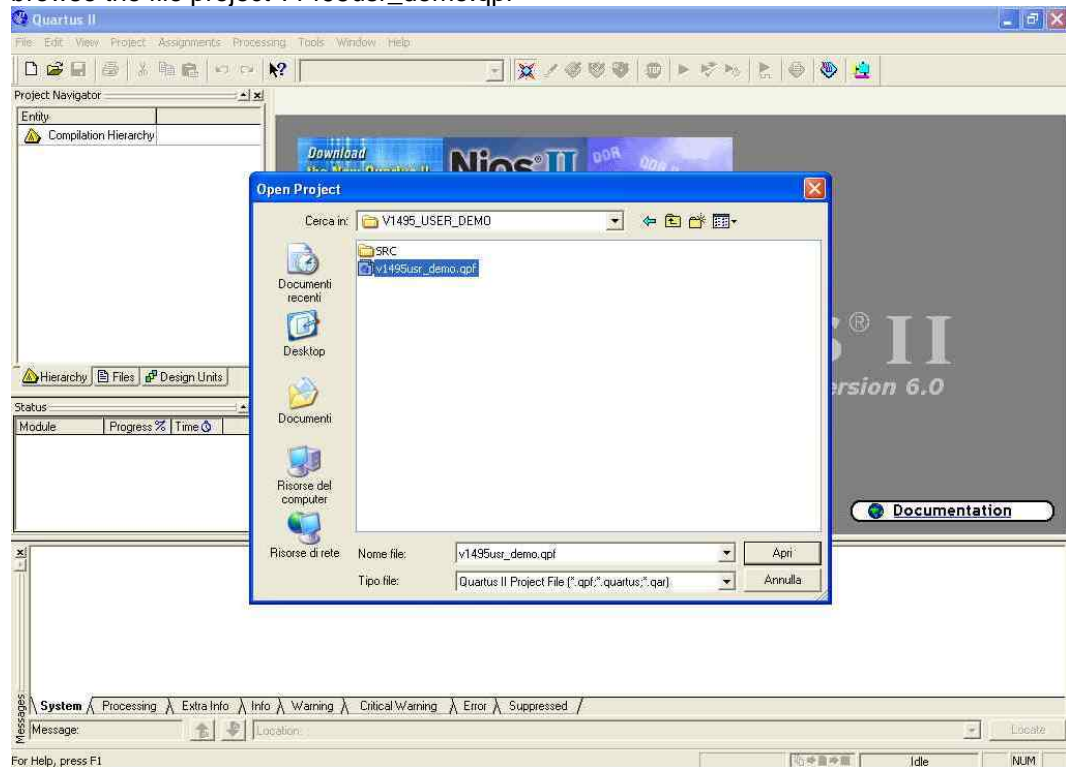 browse the file project v1495usr_demo.qpf
Quartus II
File Edit View Project Assignments Processing Tools Window Help
Project Navigator
Entity
Compilation Hierarchy
Download
Nios® II
DDR
Open Project
Cerca in: V1495_USER_DEMO
SRC
v1495usr_demo.qpf
Documenti recenti
Desktop
Documenti
Risorse del computer
Risorse di rete
Nome file: v1495usr_demo.qpf Apri
Tipo file: Quartus II Project File (*.qpf;*.quartus;*.qar) Annulla
® II
ersion 6.0
Documentation
Hierarchy Files Design Units
Status
Module Progress % Time
Messages
System Processing Extra Info Info Warning Critical Warning Error Suppressed
Message: Location: Locate
For Help, press F1 Idle NUM